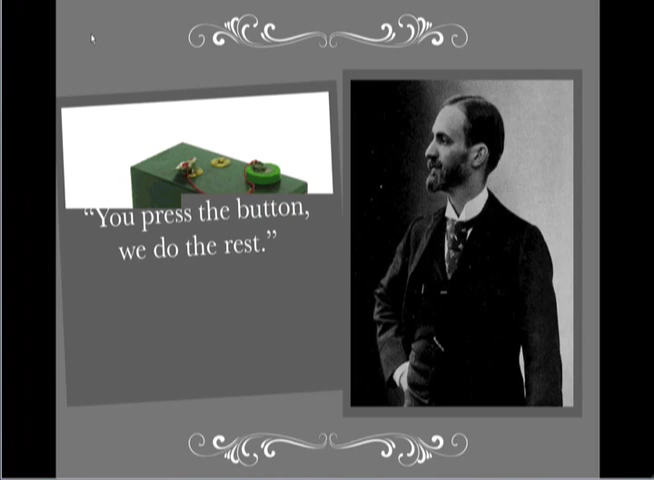 “You press the button,
we do the rest.”